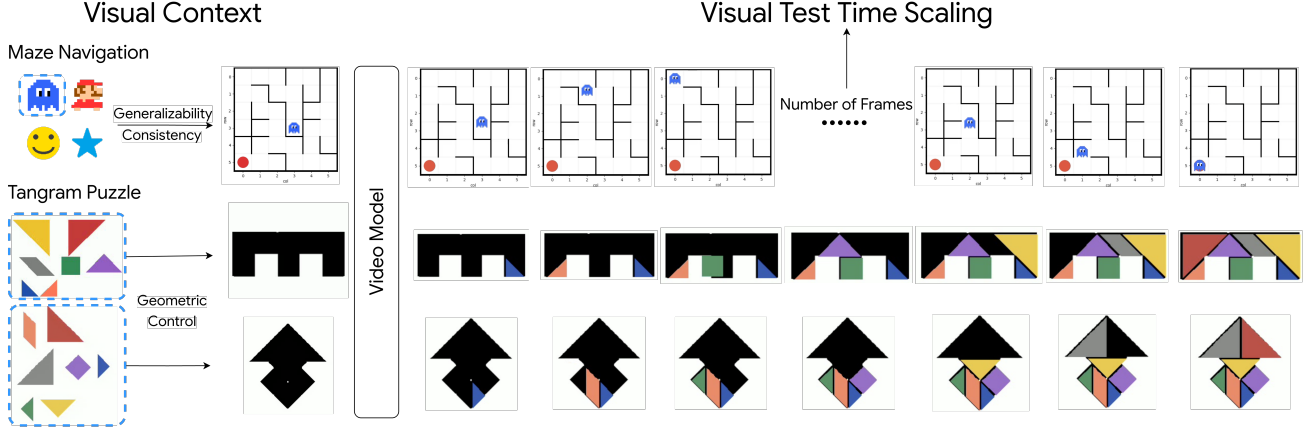 Visual Context
Visual Test Time Scaling
Maze Navigation
Generalizability
Consistency
Number of Frames
Tangram Puzzle
Geometric
Control
Video Model